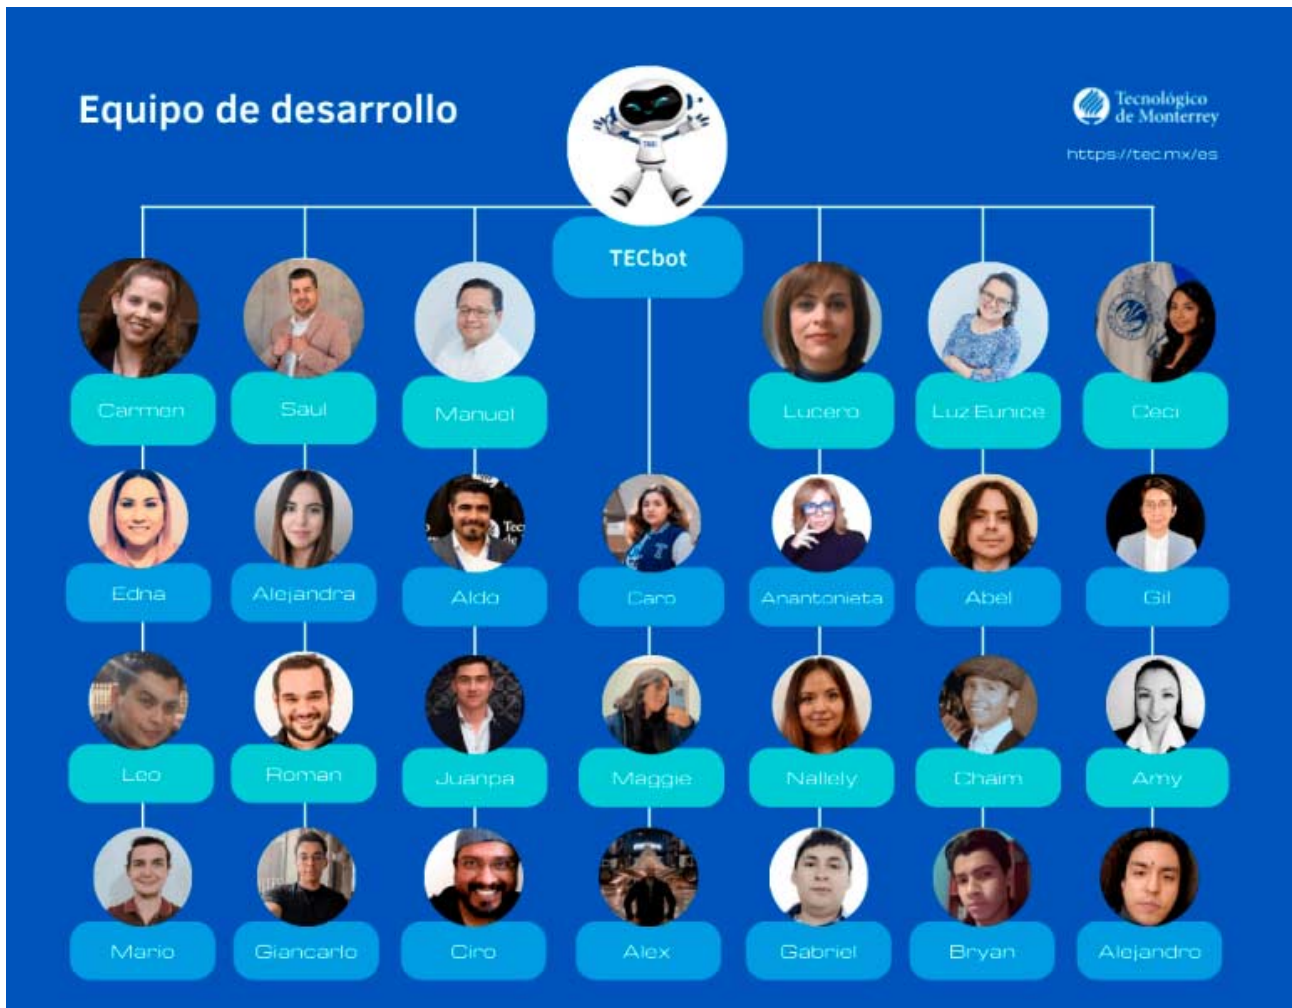 Equipo de desarrollo
Tecnológico
de Monterrey
https://tec.mx/es
TECbot
Carmen
Saul
Manuel
Lucero
Luz Eunice
Ceci
Edna
Alejandra
Aldo
Caro
Anantonieta
Abel
Gil
Leo
Roman
Juanpa
Maggie
Nallely
Chaim
Amy
Mario
Giancarlo
Ciro
Alex
Gabriel
Bryan
Alejandro